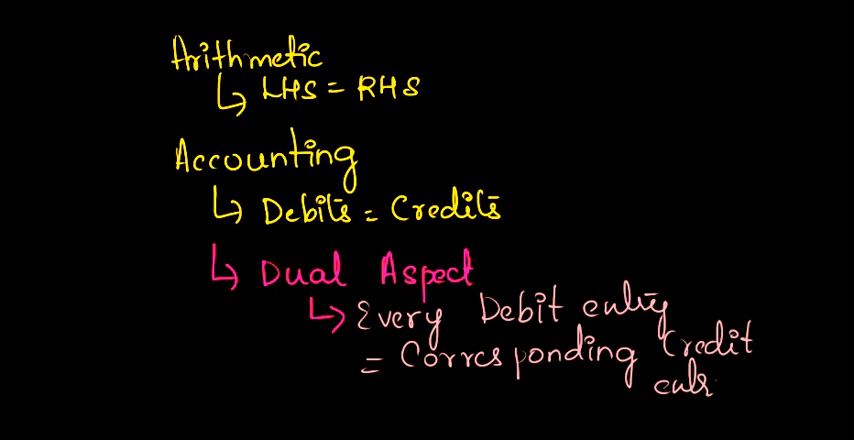 Arithmetic
↳ LHS = RHS
Accounting
↳ Debits = Credits
↳ Dual Aspect
↳ Every Debit entry
= Corresponding Credit